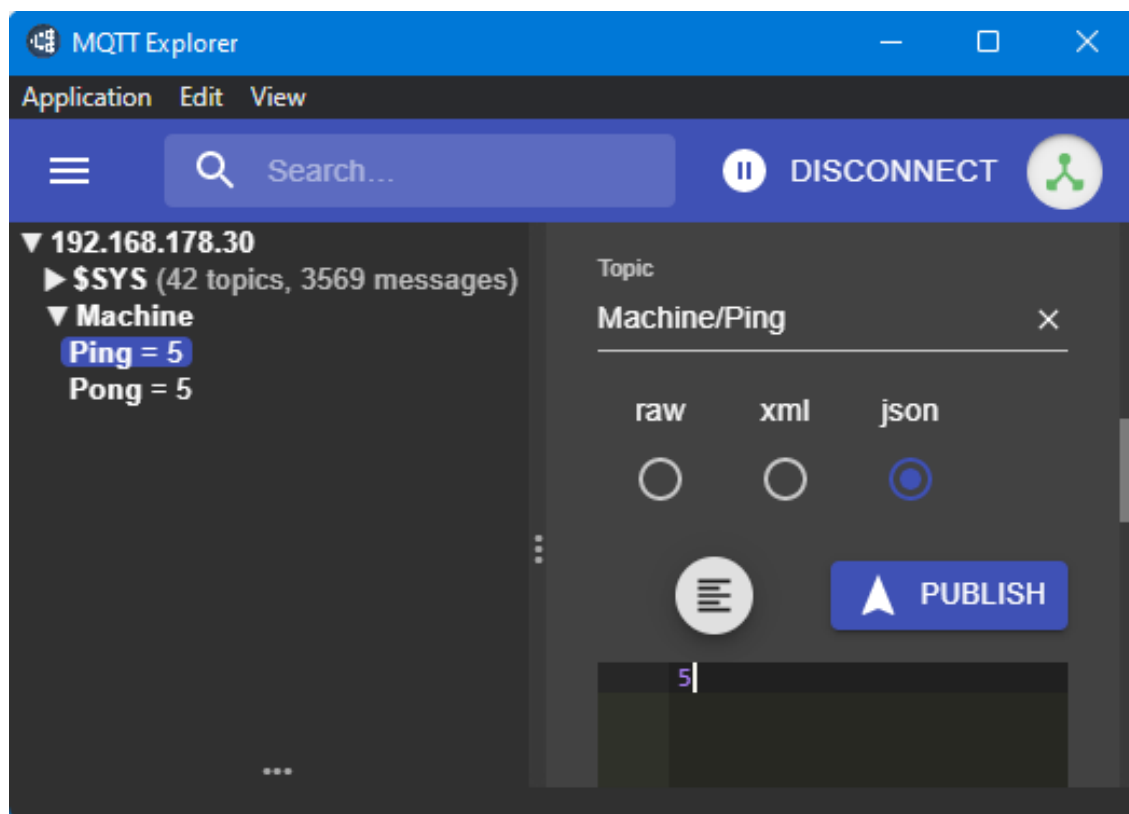 MQTT Explorer
Application Edit View
Search... DISCONNECT
▼ 192.168.178.30
▶ $SYS (42 topics, 3569 messages)
▼ Machine
Ping = 5
Pong = 5
Topic
Machine/Ping
raw xml json
PUBLISH
5